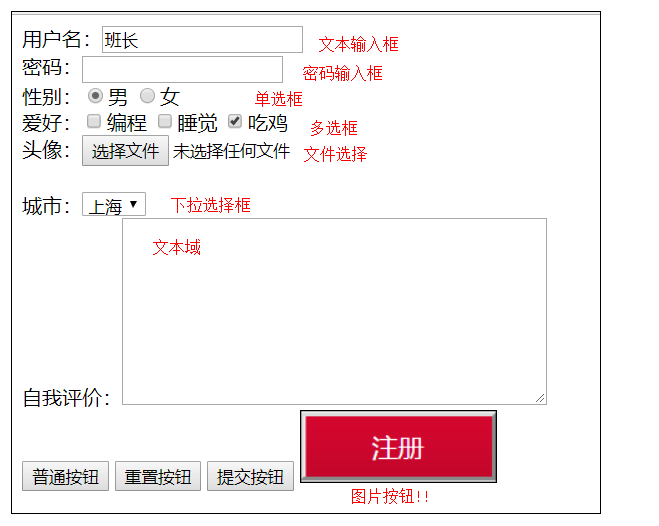 用户名: 班长 文本输入框
密码: 密码输入框
性别: 男 女 单选框
爱好: 编程 睡觉 吃鸡 多选框
头像: 选择文件 未选择任何文件 文件选择
城市: 上海 下拉选择框
文本域
自我评价:
注册
普通按钮 重置按钮 提交按钮
图片按钮!!